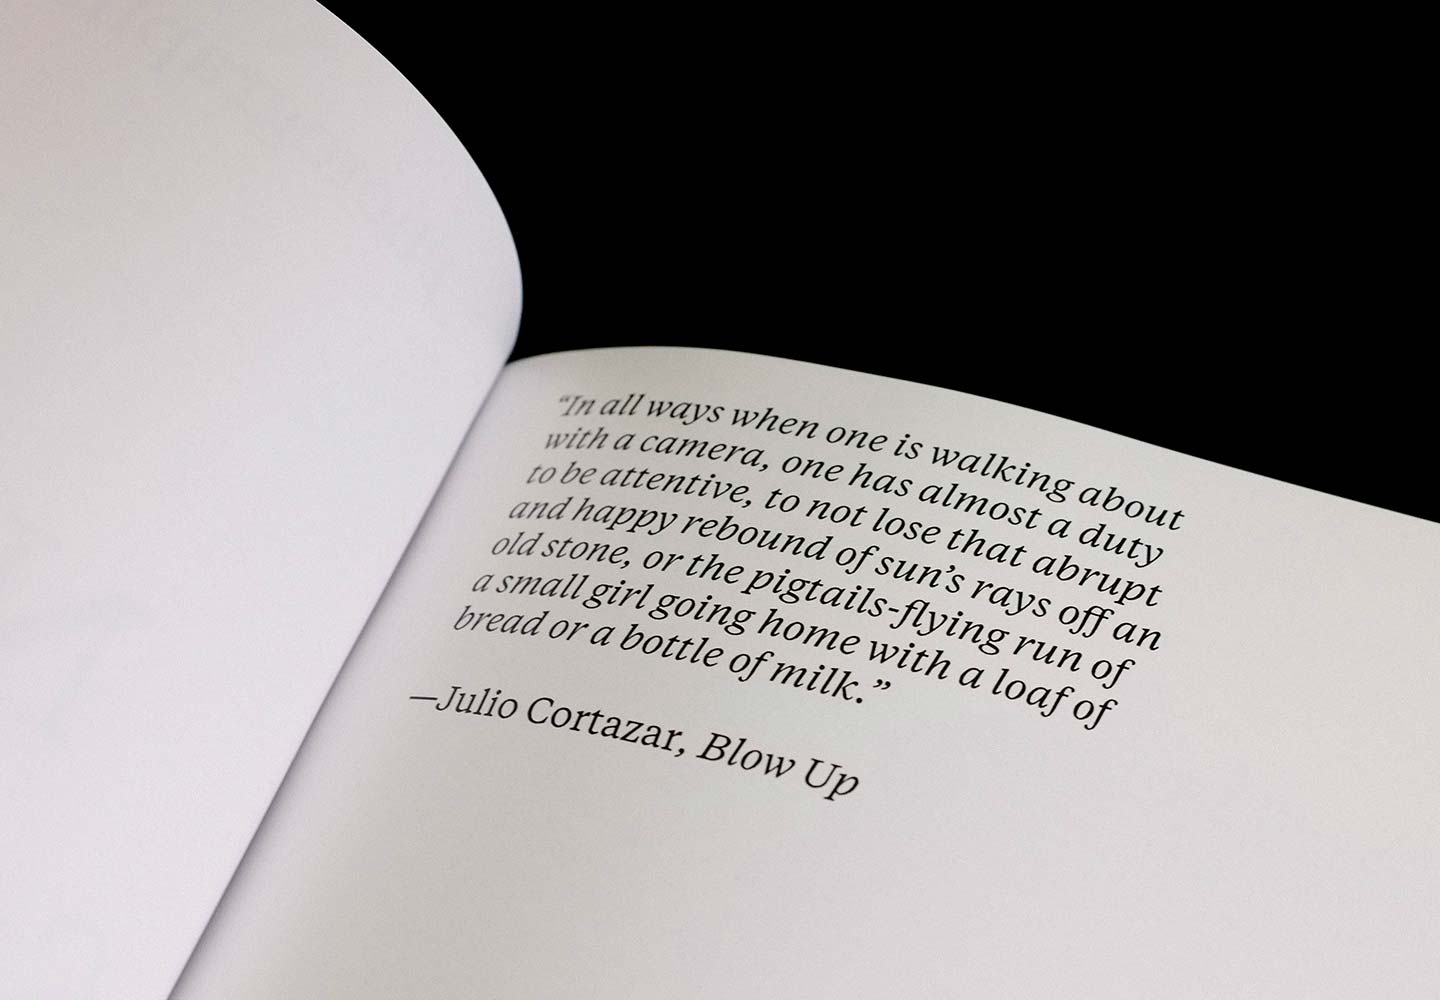 “In all ways when one is walking about
with a camera, one has almost a duty
to be attentive, to not lose that abrupt
and happy rebound of sun’s rays off an
old stone, or the pigtails-flying run of
a small girl going home with a loaf of
bread or a bottle of milk.”
—Julio Cortazar, Blow Up